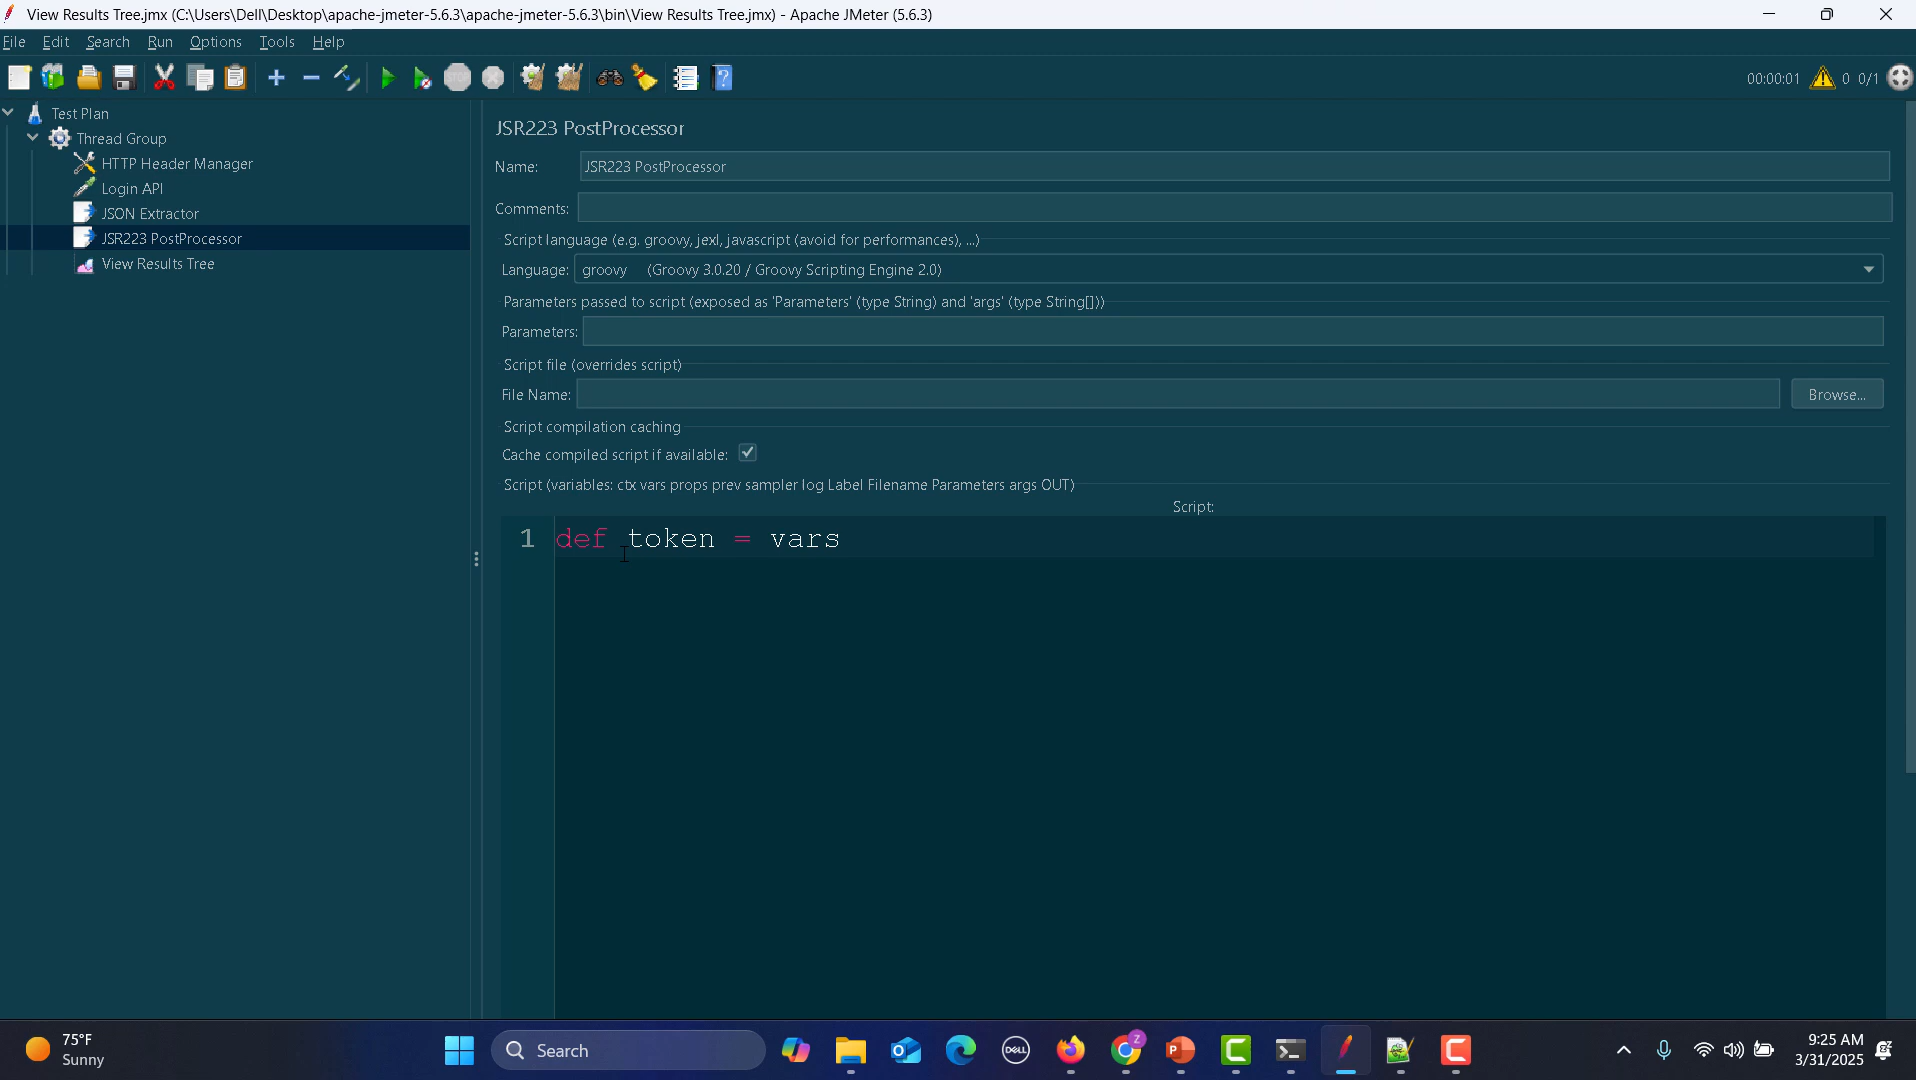 View Results Tree.jmx (C:\Users\Dell\Desktop\apache-jmeter-5.6.3\apache-jmeter-5.6.3\bin\View Results Tree.jmx) - Apache JMeter (5.6.3)
File Edit Search Run Options Tools Help
STOP
00:00:01 0 0/1
Test Plan
Thread Group
HTTP Header Manager
Login API
JSON Extractor
JSR223 PostProcessor
View Results Tree
JSR223 PostProcessor
Name: JSR223 PostProcessor
Comments:
Script language (e.g. groovy, jexl, javascript (avoid for performances), ...)
Language: groovy (Groovy 3.0.20 / Groovy Scripting Engine 2.0)
Parameters passed to script (exposed as 'Parameters' (type String) and 'args' (type String[]))
Parameters:
Script file (overrides script)
File Name: Browse...
Script compilation caching
Cache compiled script if available:
Script (variables: ctx vars props prev sampler log Label Filename Parameters args OUT)
Script:
1 def token = vars
75°F
Sunny
Search
DELL
Z
9:25 AM
3/31/2025